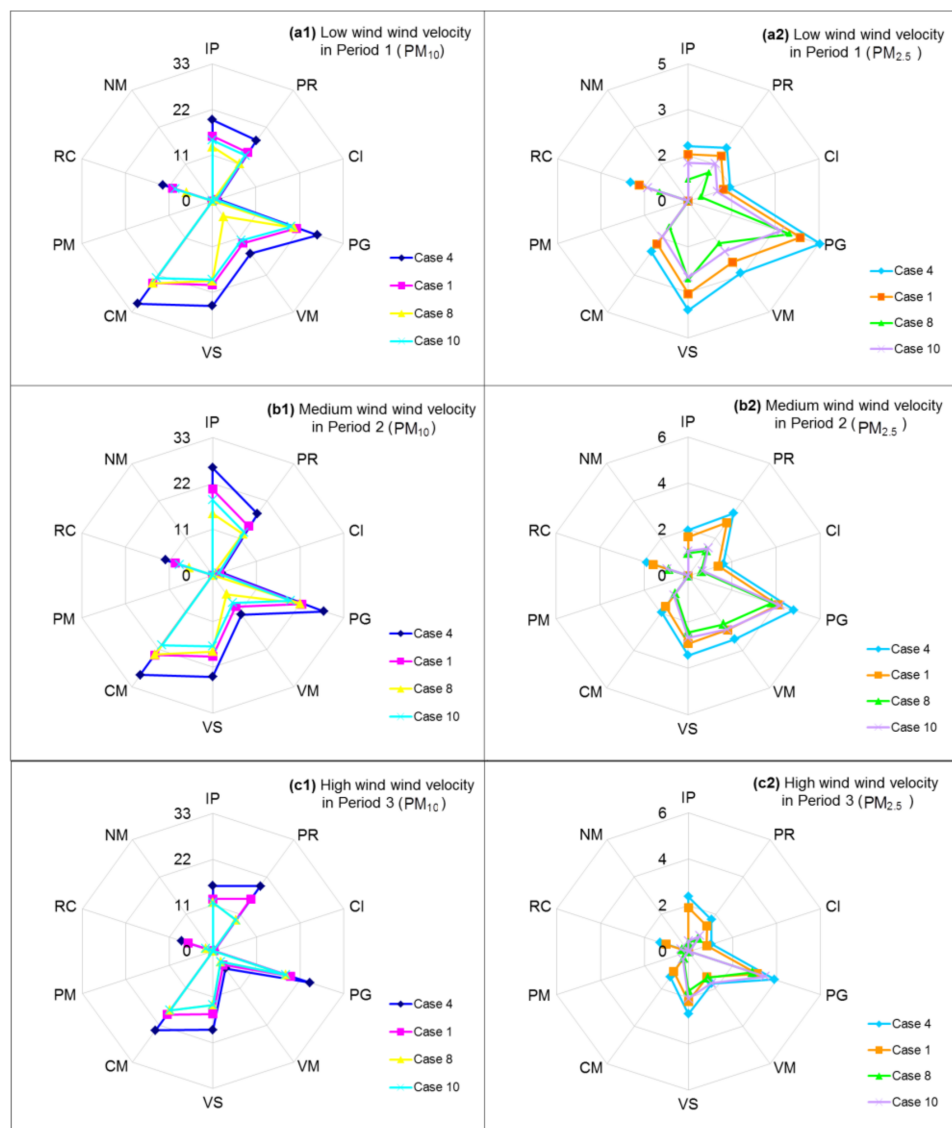 (a1) Low wind wind velocity
in Period 1 (PM10)
IP
33
NM
PR
22
RC
CI
11
0
PM
PG
CM
VM
VS
Case 4
Case 1
Case 8
Case 10
(a2) Low wind wind velocity
in Period 1 (PM2.5)
IP
5
NM
PR
3
RC
CI
2
0
PM
PG
CM
VM
VS
Case 4
Case 1
Case 8
Case 10
(b1) Medium wind wind velocity
in Period 2 (PM10)
IP
33
NM
PR
22
RC
CI
11
0
PM
PG
CM
VM
VS
Case 4
Case 1
Case 8
Case 10
(b2) Medium wind wind velocity
in Period 2 (PM2.5)
IP
6
NM
PR
4
RC
CI
2
0
PM
PG
CM
VM
VS
Case 4
Case 1
Case 8
Case 10
(c1) High wind wind velocity
in Period 3 (PM10)
IP
33
NM
PR
22
RC
CI
11
0
PM
PG
CM
VM
VS
Case 4
Case 1
Case 8
Case 10
(c2) High wind wind velocity
in Period 3 (PM2.5)
IP
6
NM
PR
4
RC
CI
2
0
PM
PG
CM
VM
VS
Case 4
Case 1
Case 8
Case 10